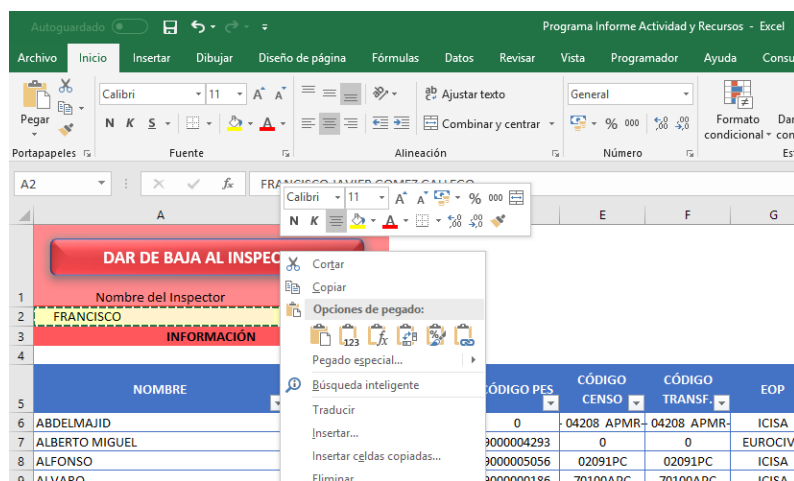 Autoguardado
Programa Informe Actividad y Recursos - Excel
Archivo Inicio Insertar Dibujar Diseño de página Fórmulas Datos Revisar Vista Programador Ayuda Consu
Pegar
Calibri 11 A A
N K S A
Ajustar texto
Combinar y centrar
General
% 000
Formato
condicional
Dar
con
Portapapeles Fuente Alineación Número Es
A2 fx
Calibri 11 A A % 000
N K A
A E F G
DAR DE BAJA AL INSPEC
1 Nombre del Inspector
2 FRANCISCO
3 INFORMACIÓN
4
5 NOMBRE CÓDIGO PES CÓDIGO CENSO CÓDIGO TRANSF. EOP
6 ABDELMAJID 0 04208 APMR- 04208 APMR- ICISA
7 ALBERTO MIGUEL 9000004293 0 0 EUROCIV
8 ALFONSO 9000005056 02091PC 02091PC ICISA
Cortar
Copiar
Opciones de pegado:
123
Pegado especial...
Búsqueda inteligente
Traducir
Insertar...
Insertar celdas copiadas...
Eliminar